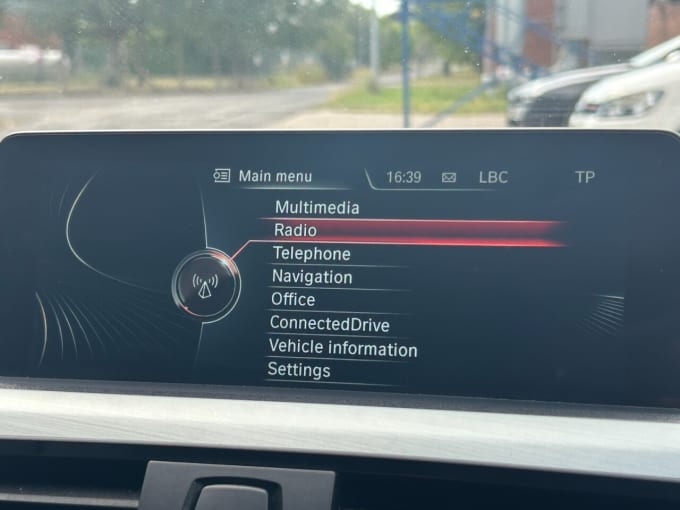 Main menu 16:39 LBC TP
Multimedia
Radio
Telephone
Navigation
Office
ConnectedDrive
Vehicle information
Settings